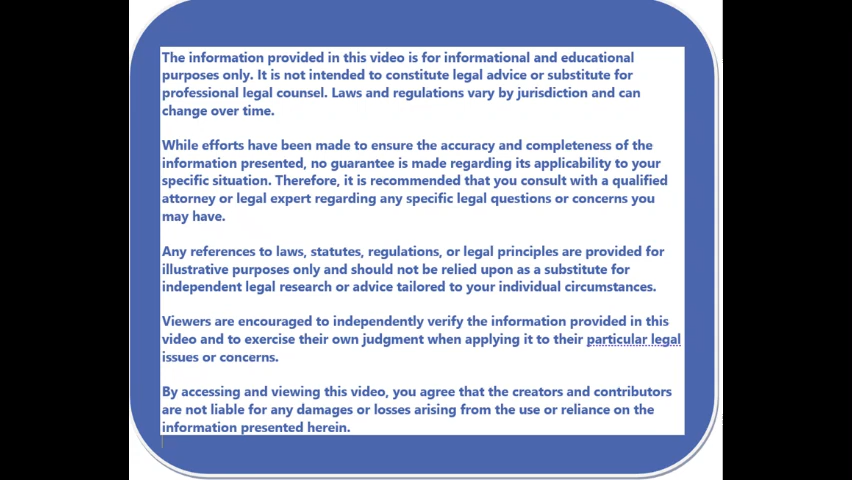 The information provided in this video is for informational and educational
purposes only. It is not intended to constitute legal advice or substitute for
professional legal counsel. Laws and regulations vary by jurisdiction and can
change over time.
While efforts have been made to ensure the accuracy and completeness of the
information presented, no guarantee is made regarding its applicability to your
specific situation. Therefore, it is recommended that you consult with a qualified
attorney or legal expert regarding any specific legal questions or concerns you
may have.
Any references to laws, statutes, regulations, or legal principles are provided for
illustrative purposes only and should not be relied upon as a substitute for
independent legal research or advice tailored to your individual circumstances.
Viewers are encouraged to independently verify the information provided in this
video and to exercise their own judgment when applying it to their particular legal
issues or concerns.
By accessing and viewing this video, you agree that the creators and contributors
are not liable for any damages or losses arising from the use or reliance on the
information presented herein.